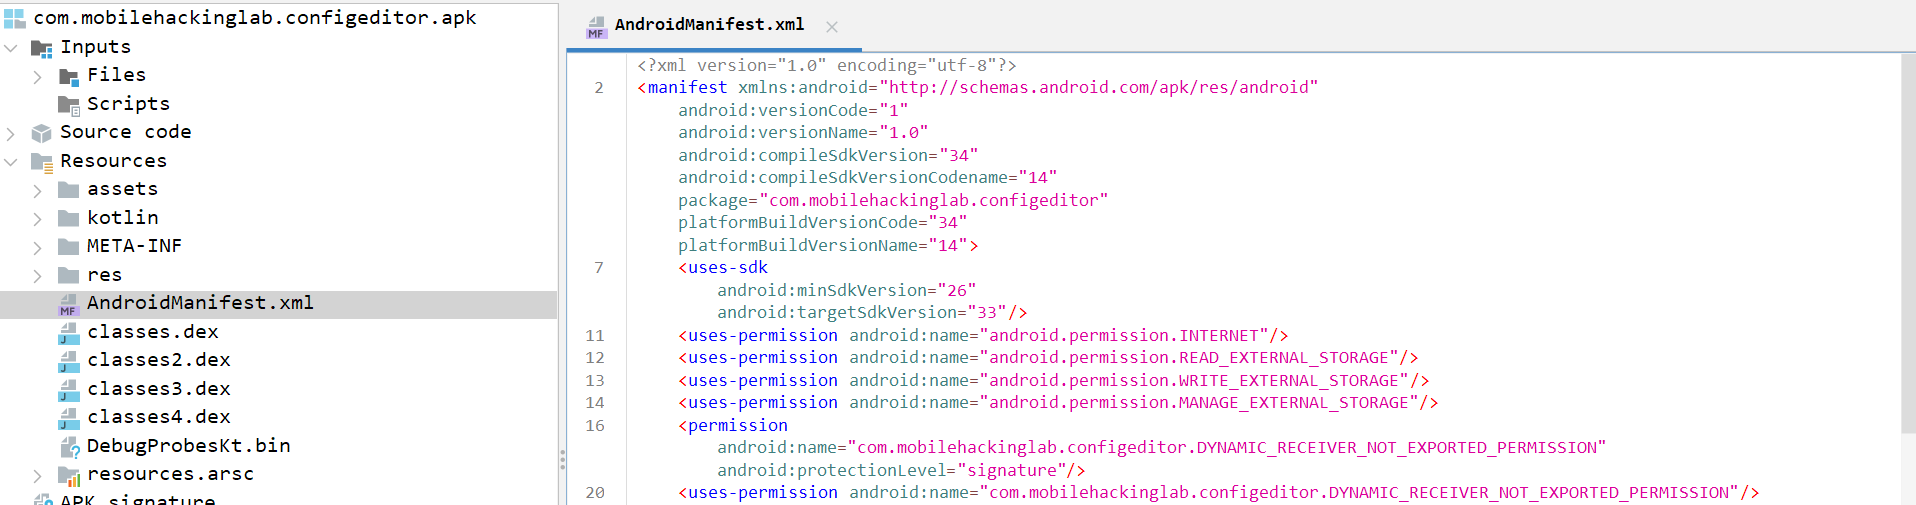 com.mobilehackinglab.configeditor.apk
Inputs
Files
Scripts
Source code
Resources
assets
kotlin
META-INF
res
AndroidManifest.xml
classes.dex
classes2.dex
classes3.dex
classes4.dex
DebugProbesKt.bin
resources.arsc
APK signature
AndroidManifest.xml
<?xml version="1.0" encoding="utf-8"?>
2 <manifest xmlns:android="http://schemas.android.com/apk/res/android"
android:versionCode="1"
android:versionName="1.0"
android:compileSdkVersion="34"
android:compileSdkVersionCodename="14"
package="com.mobilehackinglab.configeditor"
platformBuildVersionCode="34"
platformBuildVersionName="14">
7 <uses-sdk
android:minSdkVersion="26"
android:targetSdkVersion="33"/>
11 <uses-permission android:name="android.permission.INTERNET"/>
12 <uses-permission android:name="android.permission.READ_EXTERNAL_STORAGE"/>
13 <uses-permission android:name="android.permission.WRITE_EXTERNAL_STORAGE"/>
14 <uses-permission android:name="android.permission.MANAGE_EXTERNAL_STORAGE"/>
16 <permission
android:name="com.mobilehackinglab.configeditor.DYNAMIC_RECEIVER_NOT_EXPORTED_PERMISSION"
android:protectionLevel="signature"/>
20 <uses-permission android:name="com.mobilehackinglab.configeditor.DYNAMIC_RECEIVER_NOT_EXPORTED_PERMISSION"/>